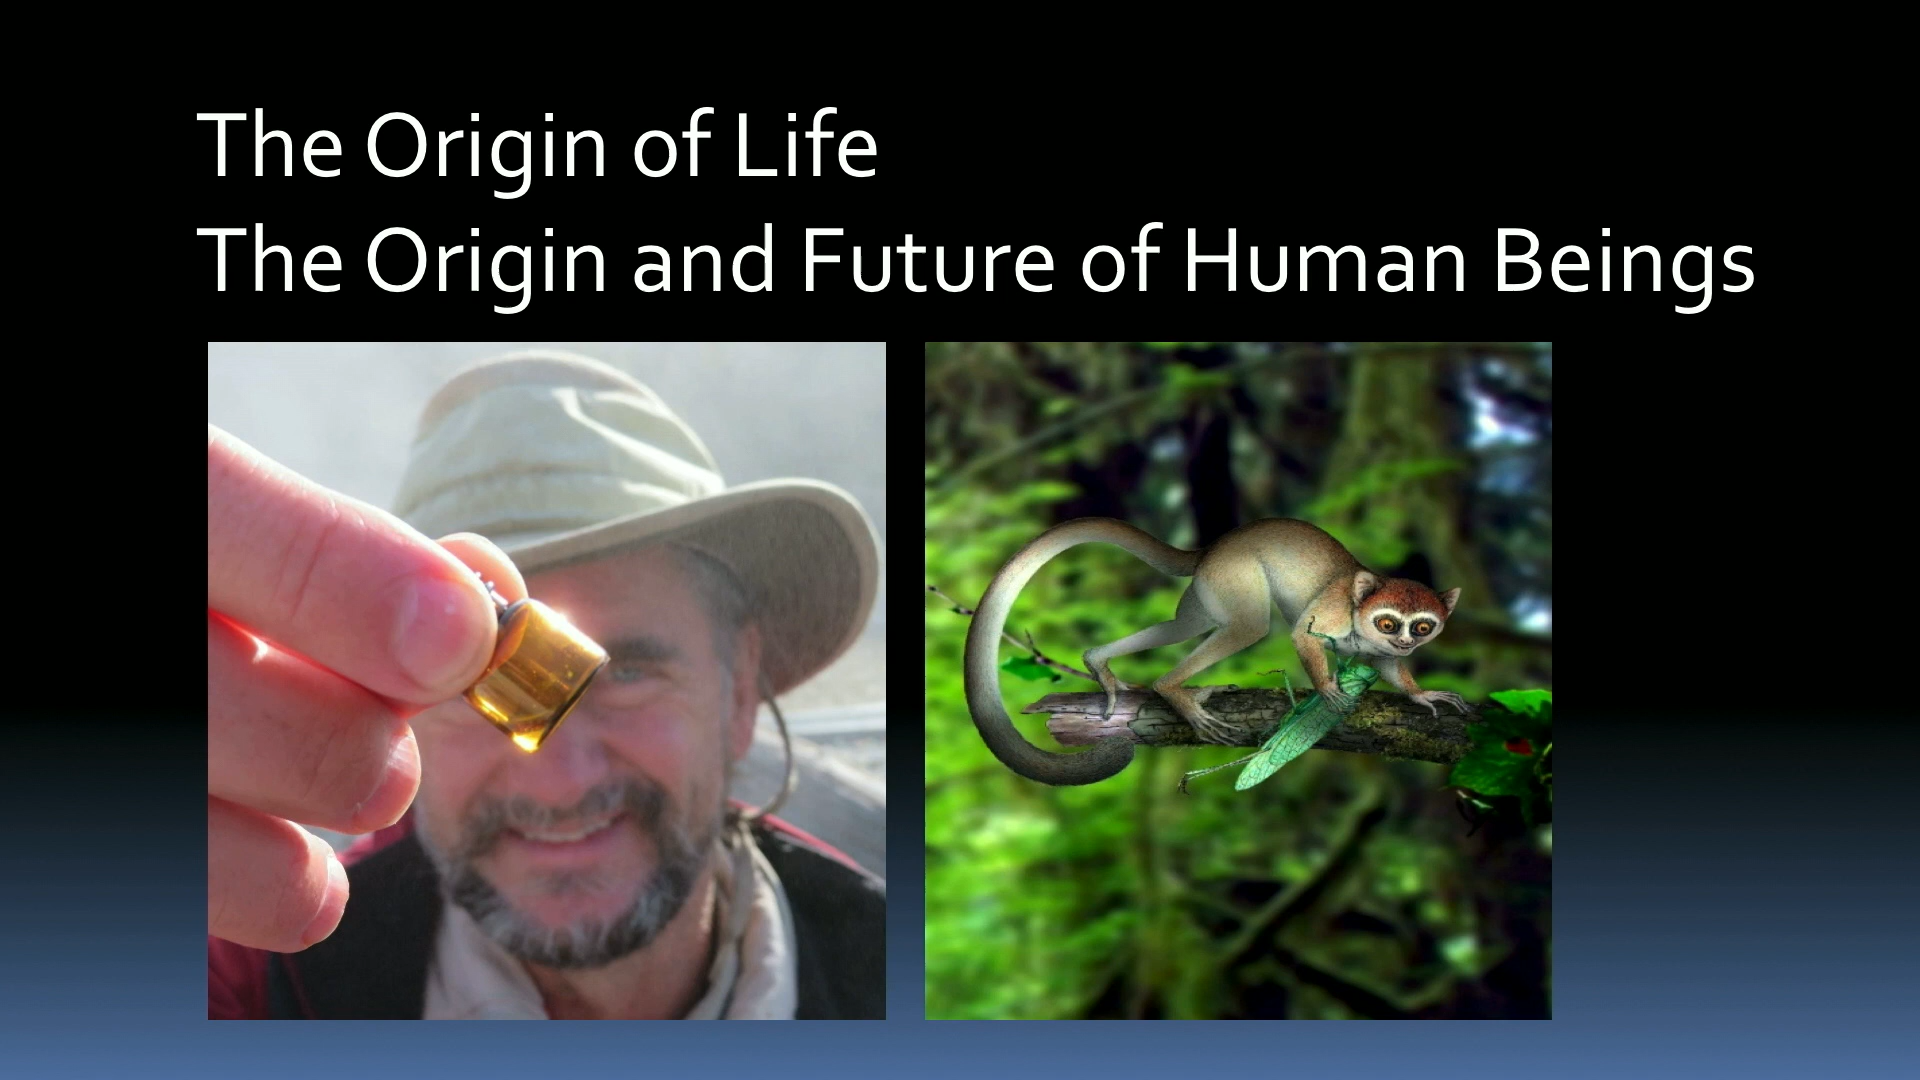 The Origin of Life
The Origin and Future of Human Beings